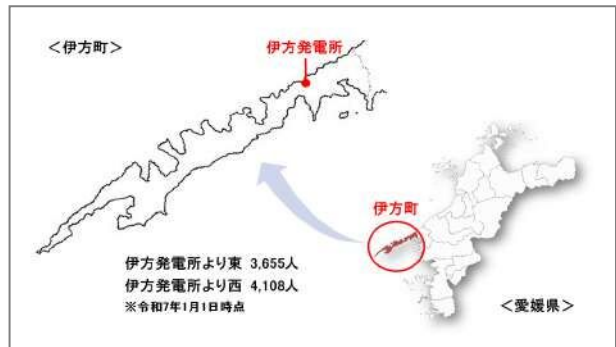 ＜伊方町＞
伊方発電所
伊方町
伊方発電所より東 3,655人
伊方発電所より西 4,108人
※令和7年1月1日時点
＜愛媛県＞